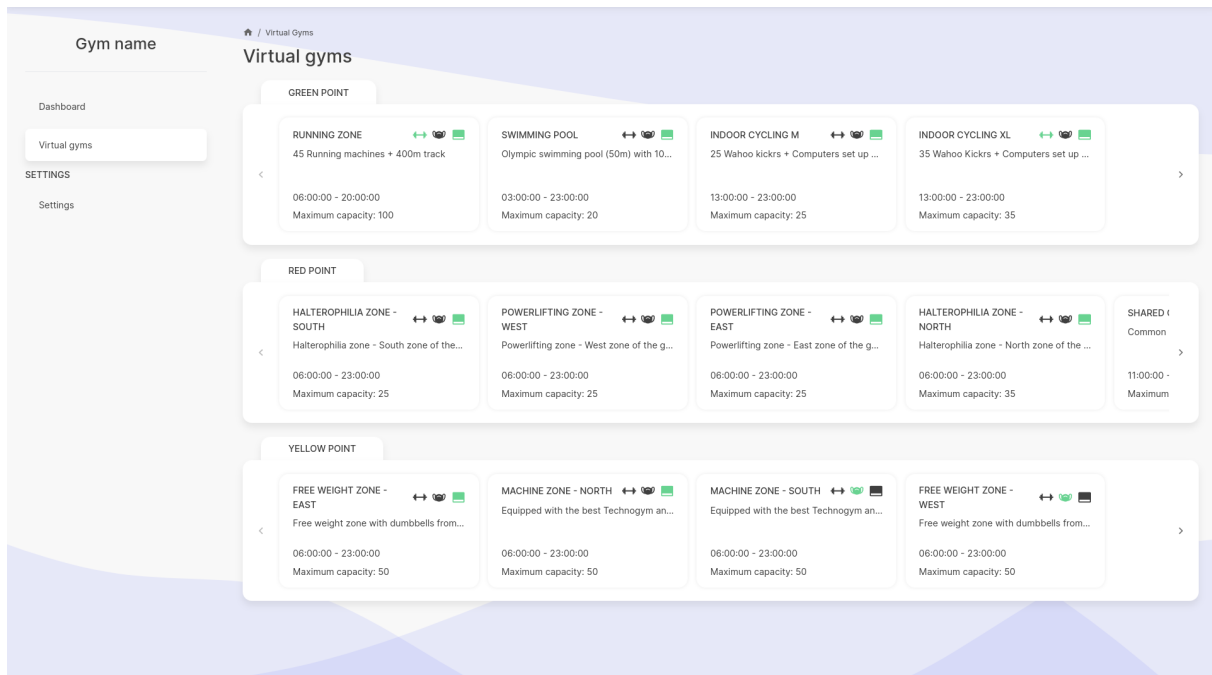 Gym name
Dashboard
Virtual gyms
SETTINGS
Settings
/ Virtual Gyms
Virtual gyms
GREEN POINT
RUNNING ZONE
45 Running machines + 400m track
06:00:00 - 20:00:00
Maximum capacity: 100
SWIMMING POOL
Olympic swimming pool (50m) with 10...
03:00:00 - 23:00:00
Maximum capacity: 20
INDOOR CYCLING M
25 Wahoo kickrs + Computers set up ...
13:00:00 - 23:00:00
Maximum capacity: 25
INDOOR CYCLING XL
35 Wahoo Kickrs + Computers set up ...
13:00:00 - 23:00:00
Maximum capacity: 35
RED POINT
HALTEROPHILIA ZONE -
SOUTH
Halterophilia zone - South zone of the...
06:00:00 - 23:00:00
Maximum capacity: 25
POWERLIFTING ZONE -
WEST
Powerlifting zone - West zone of the g...
06:00:00 - 23:00:00
Maximum capacity: 25
POWERLIFTING ZONE -
EAST
Powerlifting zone - East zone of the g...
06:00:00 - 23:00:00
Maximum capacity: 25
HALTEROPHILIA ZONE -
NORTH
Halterophilia zone - North zone of the ...
06:00:00 - 23:00:00
Maximum capacity: 35
SHARED
Common
11:00:00 -
Maximum
YELLOW POINT
FREE WEIGHT ZONE -
EAST
Free weight zone with dumbbells from...
06:00:00 - 23:00:00
Maximum capacity: 50
MACHINE ZONE - NORTH
Equipped with the best Technogym an...
06:00:00 - 23:00:00
Maximum capacity: 50
MACHINE ZONE - SOUTH
Equipped with the best Technogym an...
06:00:00 - 23:00:00
Maximum capacity: 50
FREE WEIGHT ZONE -
WEST
Free weight zone with dumbbells from...
06:00:00 - 23:00:00
Maximum capacity: 50